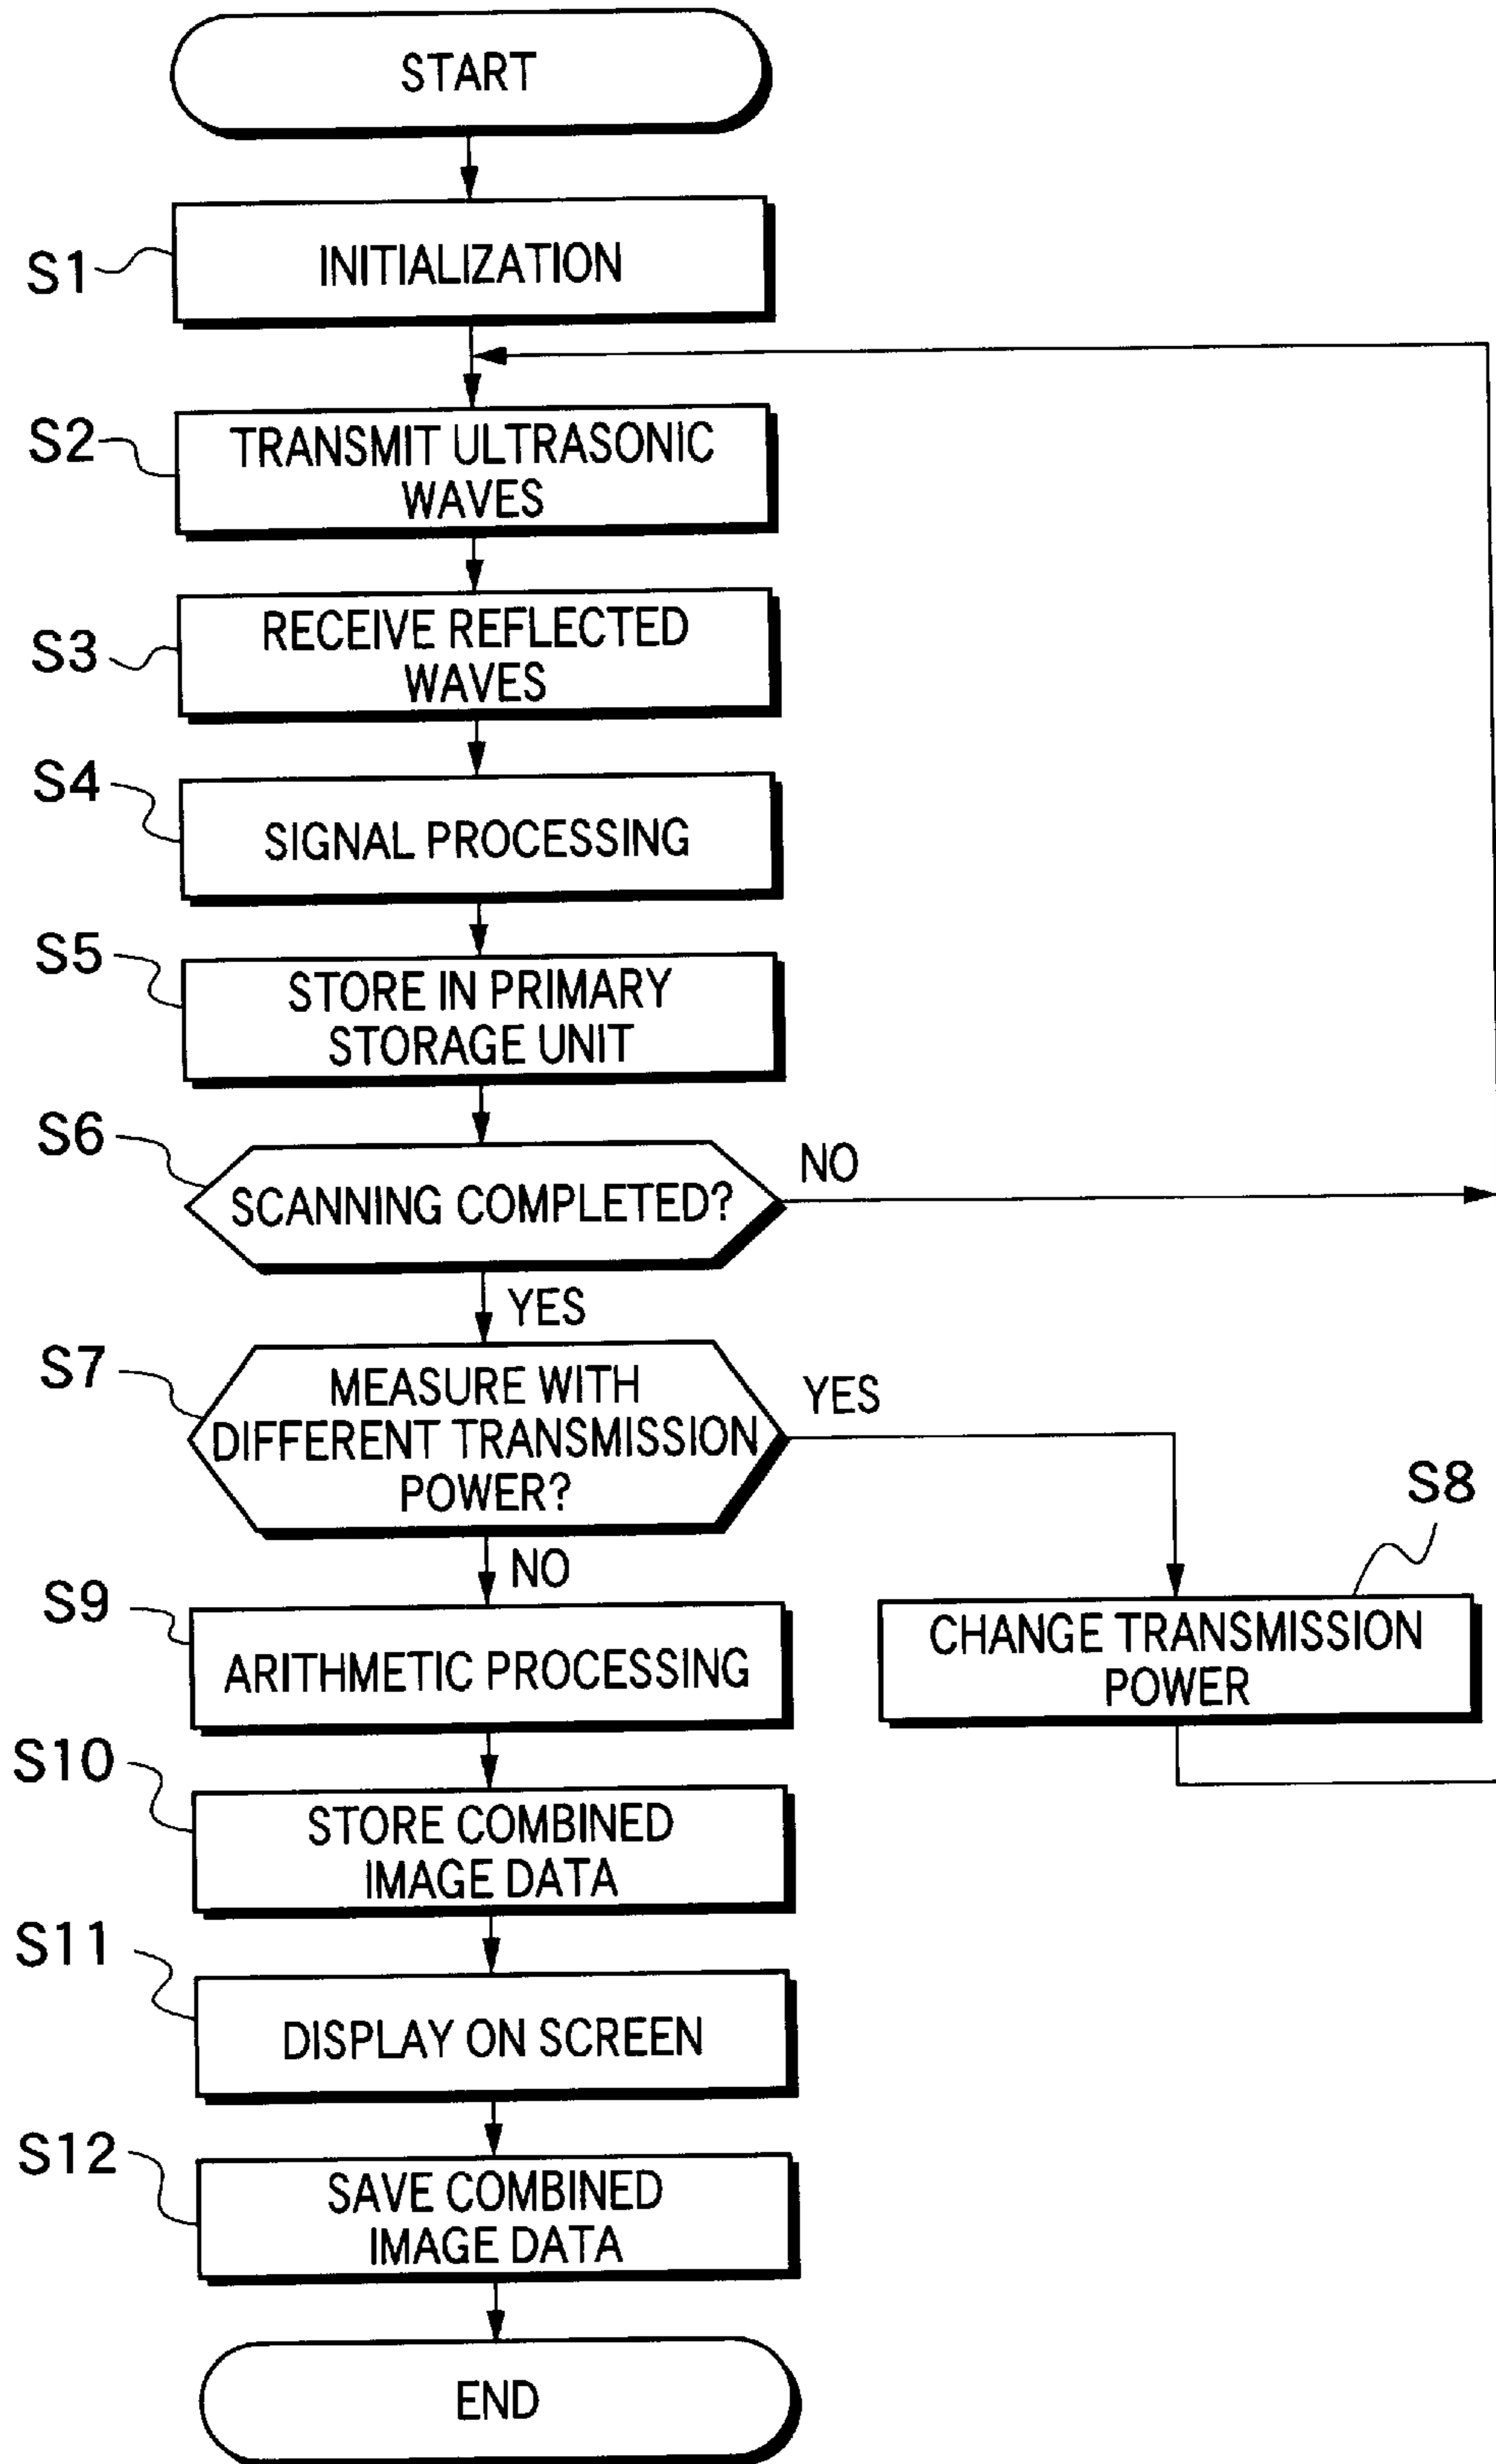 START
S1
INITIALIZATION
S2
TRANSMIT ULTRASONIC
WAVES
S3
RECEIVE REFLECTED
WAVES
S4
SIGNAL PROCESSING
S5
STORE IN PRIMARY
STORAGE UNIT
S6
SCANNING COMPLETED?
NO
YES
S7
MEASURE WITH
DIFFERENT TRANSMISSION
POWER?
YES
NO
S8
CHANGE TRANSMISSION
POWER
S9
ARITHMETIC PROCESSING
S10
STORE COMBINED
IMAGE DATA
S11
DISPLAY ON SCREEN
S12
SAVE COMBINED
IMAGE DATA
END